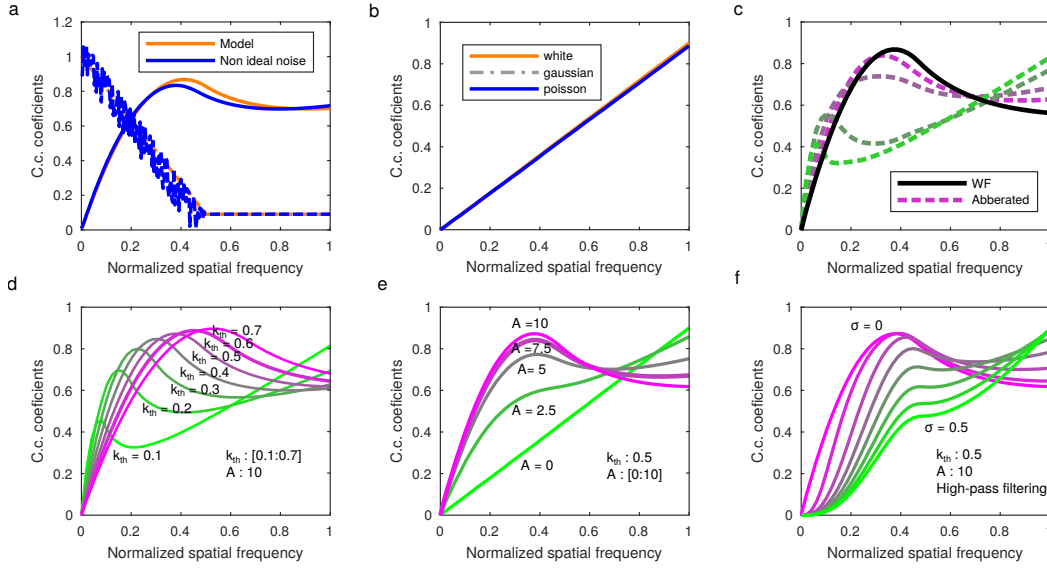 a
1.2
1
0.8
0.6
0.4
0.2
0
C.c. coeficients
Model
Non ideal noise
0 0.2 0.4 0.6 0.8 1
Normalized spatial frequency
b
1
0.8
0.6
0.4
0.2
0
C.c. coefficients
white
gaussian
poisson
0 0.2 0.4 0.6 0.8 1
Normalized spatial frequency
c
1
0.8
0.6
0.4
0.2
0
C.c. coefficients
WF
Abberated
0 0.2 0.4 0.6 0.8 1
Normalized spatial frequency
d
1
0.8
0.6
0.4
0.2
0
C.c. coefficients
kth = 0.7
kth = 0.6
kth = 0.5
kth = 0.4
kth = 0.3
kth = 0.2
kth = 0.1
kth : [0.1:0.7]
A : 10
0 0.2 0.4 0.6 0.8 1
Normalized spatial frequency
e
1
0.8
0.6
0.4
0.2
0
C.c. coefficients
A = 10
A = 7.5
A = 5
A = 2.5
A = 0
kth : 0.5
A : [0:10]
0 0.2 0.4 0.6 0.8 1
Normalized spatial frequency
f
1
0.8
0.6
0.4
0.2
0
C.c. coefficients
σ = 0
σ = 0.5
kth : 0.5
A : 10
High-pass filtering
0 0.2 0.4 0.6 0.8 1
Normalized spatial frequency